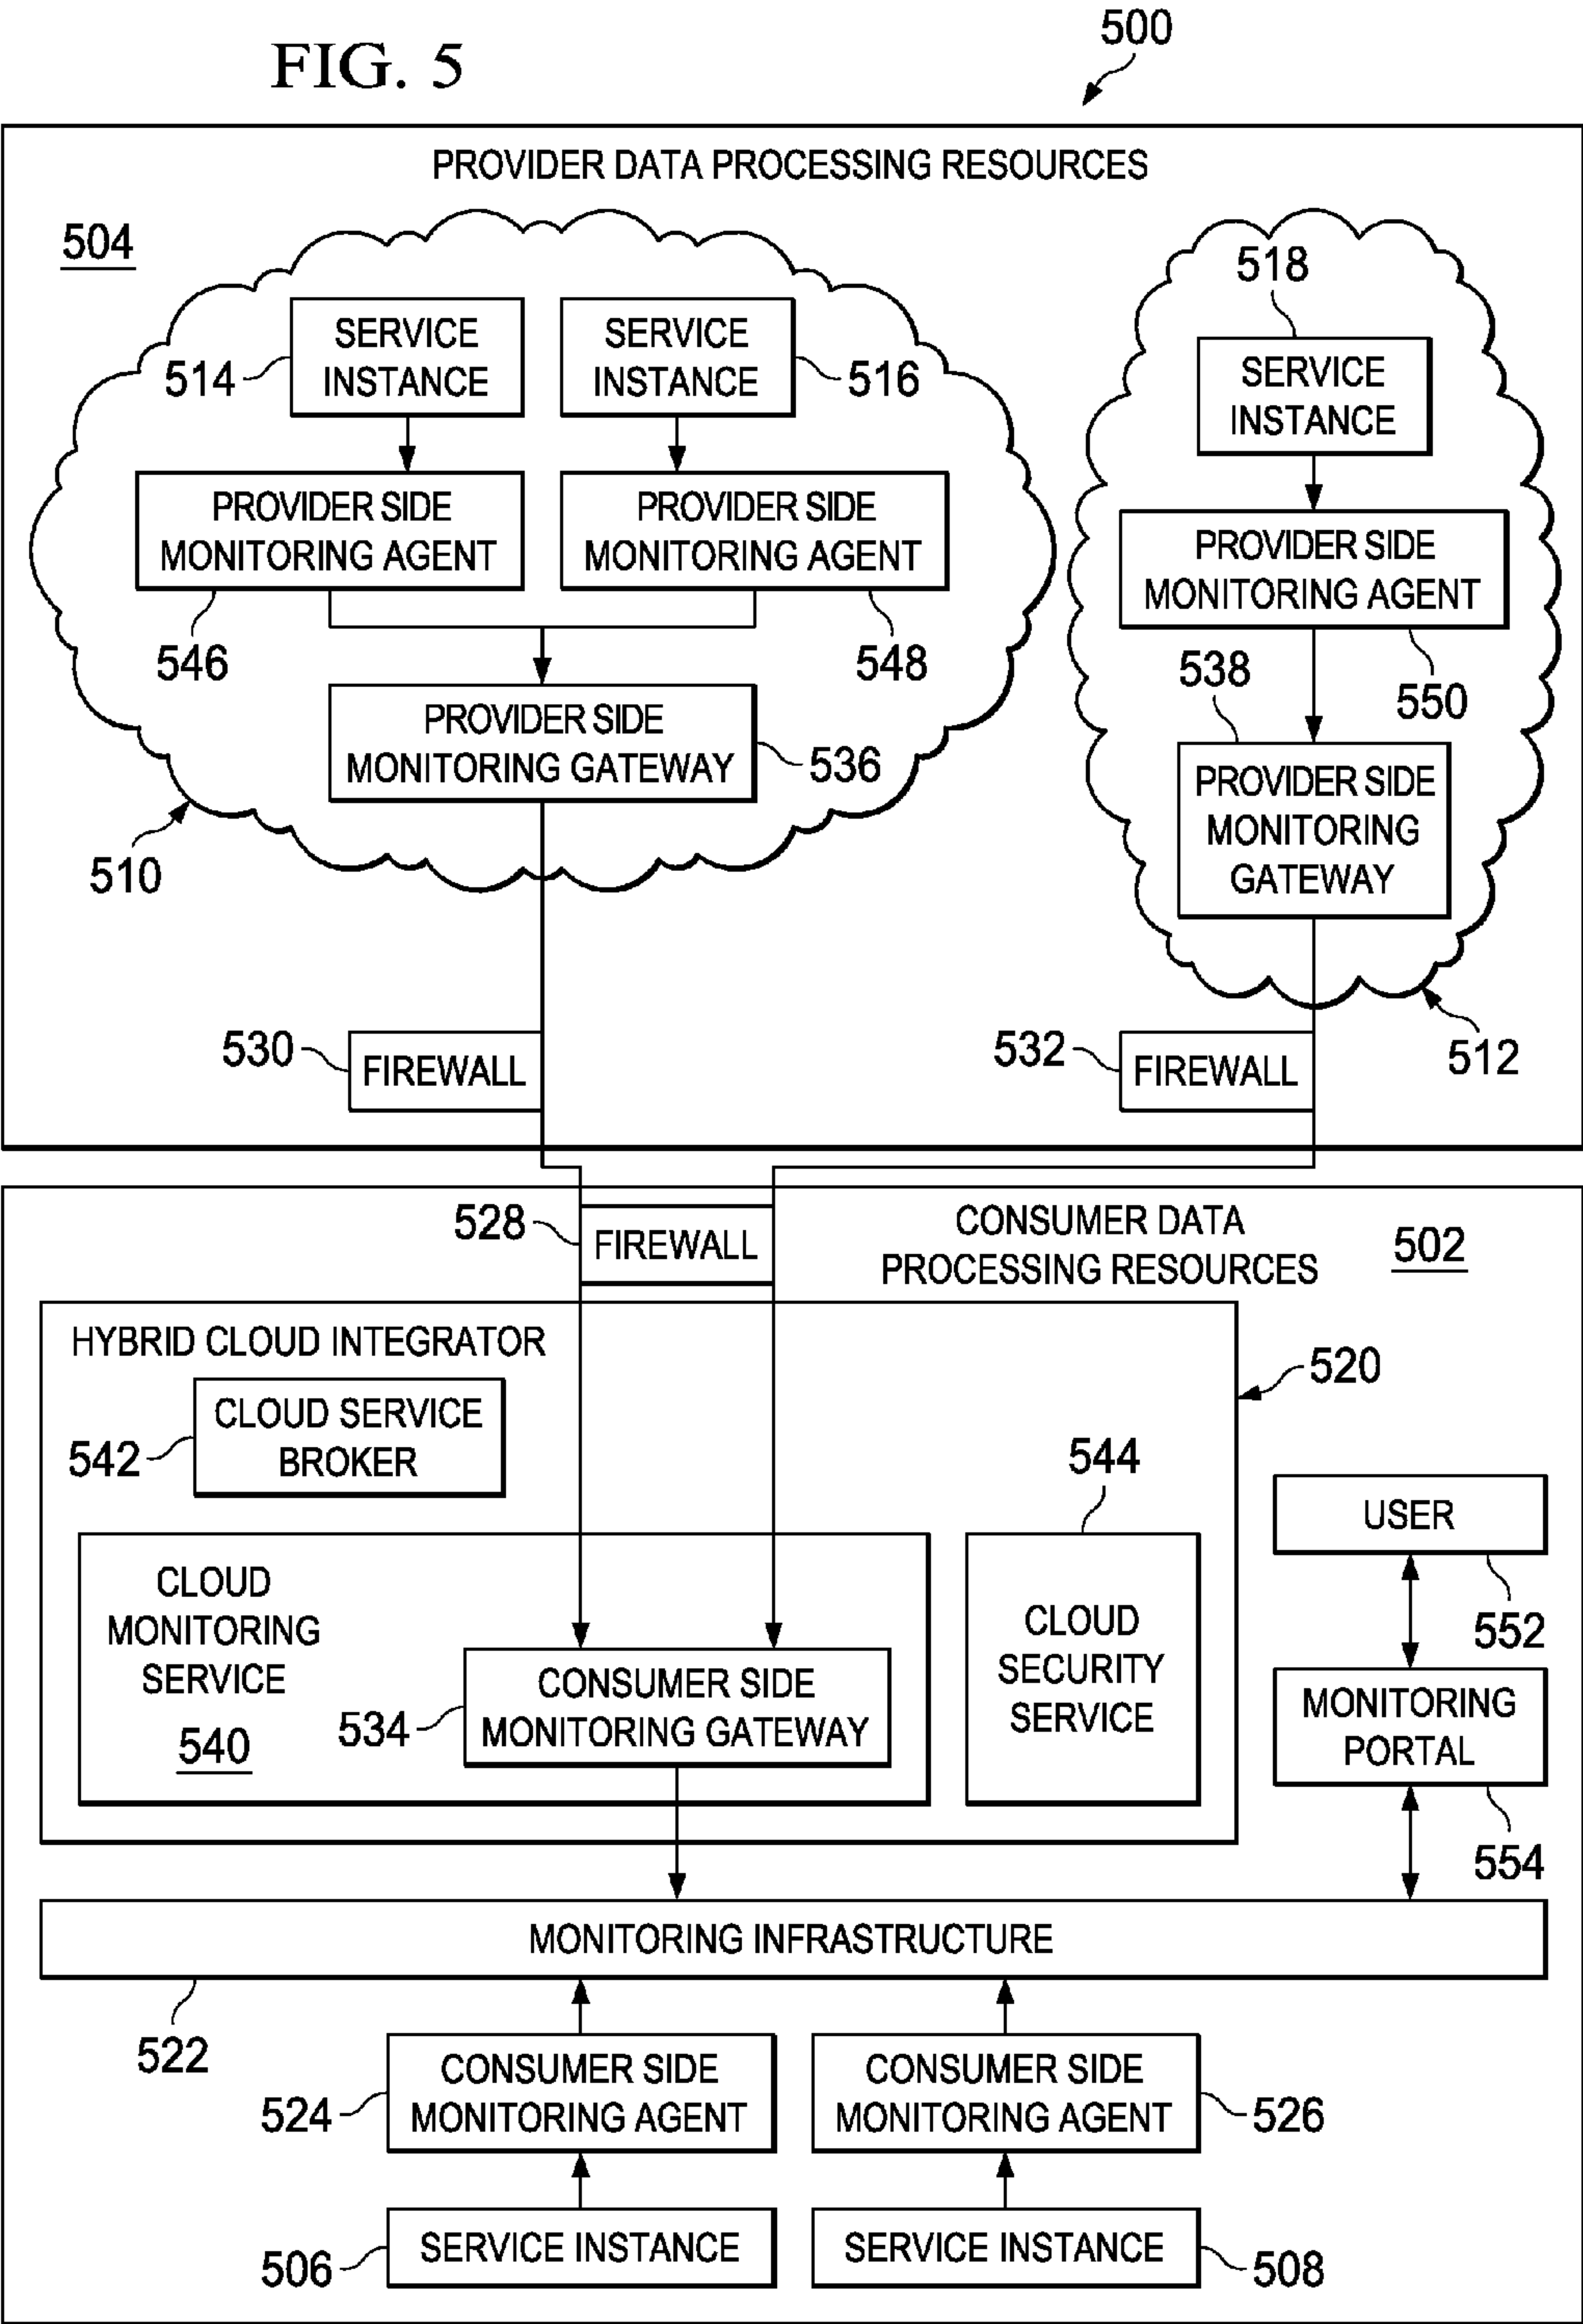 FIG. 5
500
PROVIDER DATA PROCESSING RESOURCES
504
518
SERVICE
INSTANCE
514
SERVICE
INSTANCE
516
SERVICE
INSTANCE
PROVIDER SIDE
MONITORING AGENT
PROVIDER SIDE
MONITORING AGENT
PROVIDER SIDE
MONITORING AGENT
546
548
538
550
PROVIDER SIDE
MONITORING GATEWAY
536
PROVIDER SIDE
MONITORING
GATEWAY
510
530
FIREWALL
532
FIREWALL
512
528
FIREWALL
CONSUMER DATA
PROCESSING RESOURCES
502
HYBRID CLOUD INTEGRATOR
520
CLOUD SERVICE
BROKER
542
544
USER
552
CLOUD
MONITORING
SERVICE
540
534
CONSUMER SIDE
MONITORING GATEWAY
CLOUD
SECURITY
SERVICE
MONITORING
PORTAL
554
MONITORING INFRASTRUCTURE
522
524
CONSUMER SIDE
MONITORING AGENT
CONSUMER SIDE
MONITORING AGENT
526
506
SERVICE INSTANCE
SERVICE INSTANCE
508